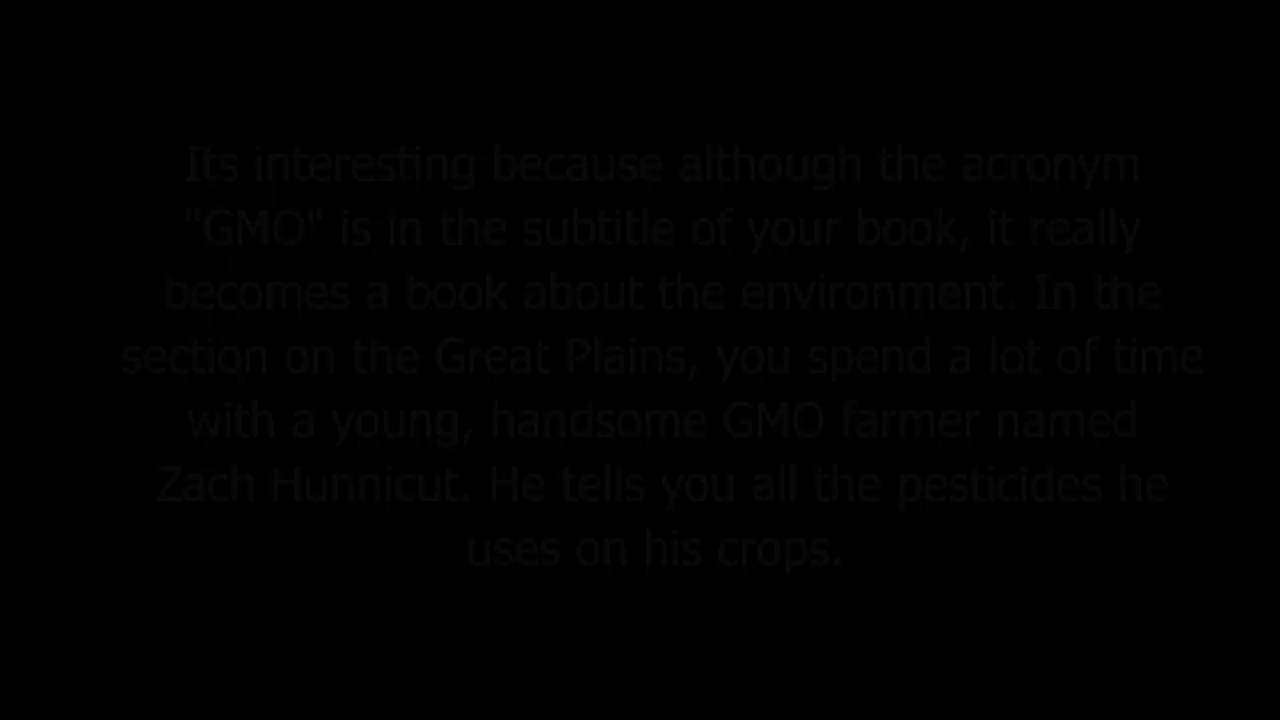 Its interesting because although the acronym
"GMO" is in the subtitle of your book, it really
becomes a book about the environment. In the
section on the Great Plains, you spend a lot of time
with a young, handsome GMO farmer named
Zach Hunnicut. He tells you all the pesticides he
uses on his crops.